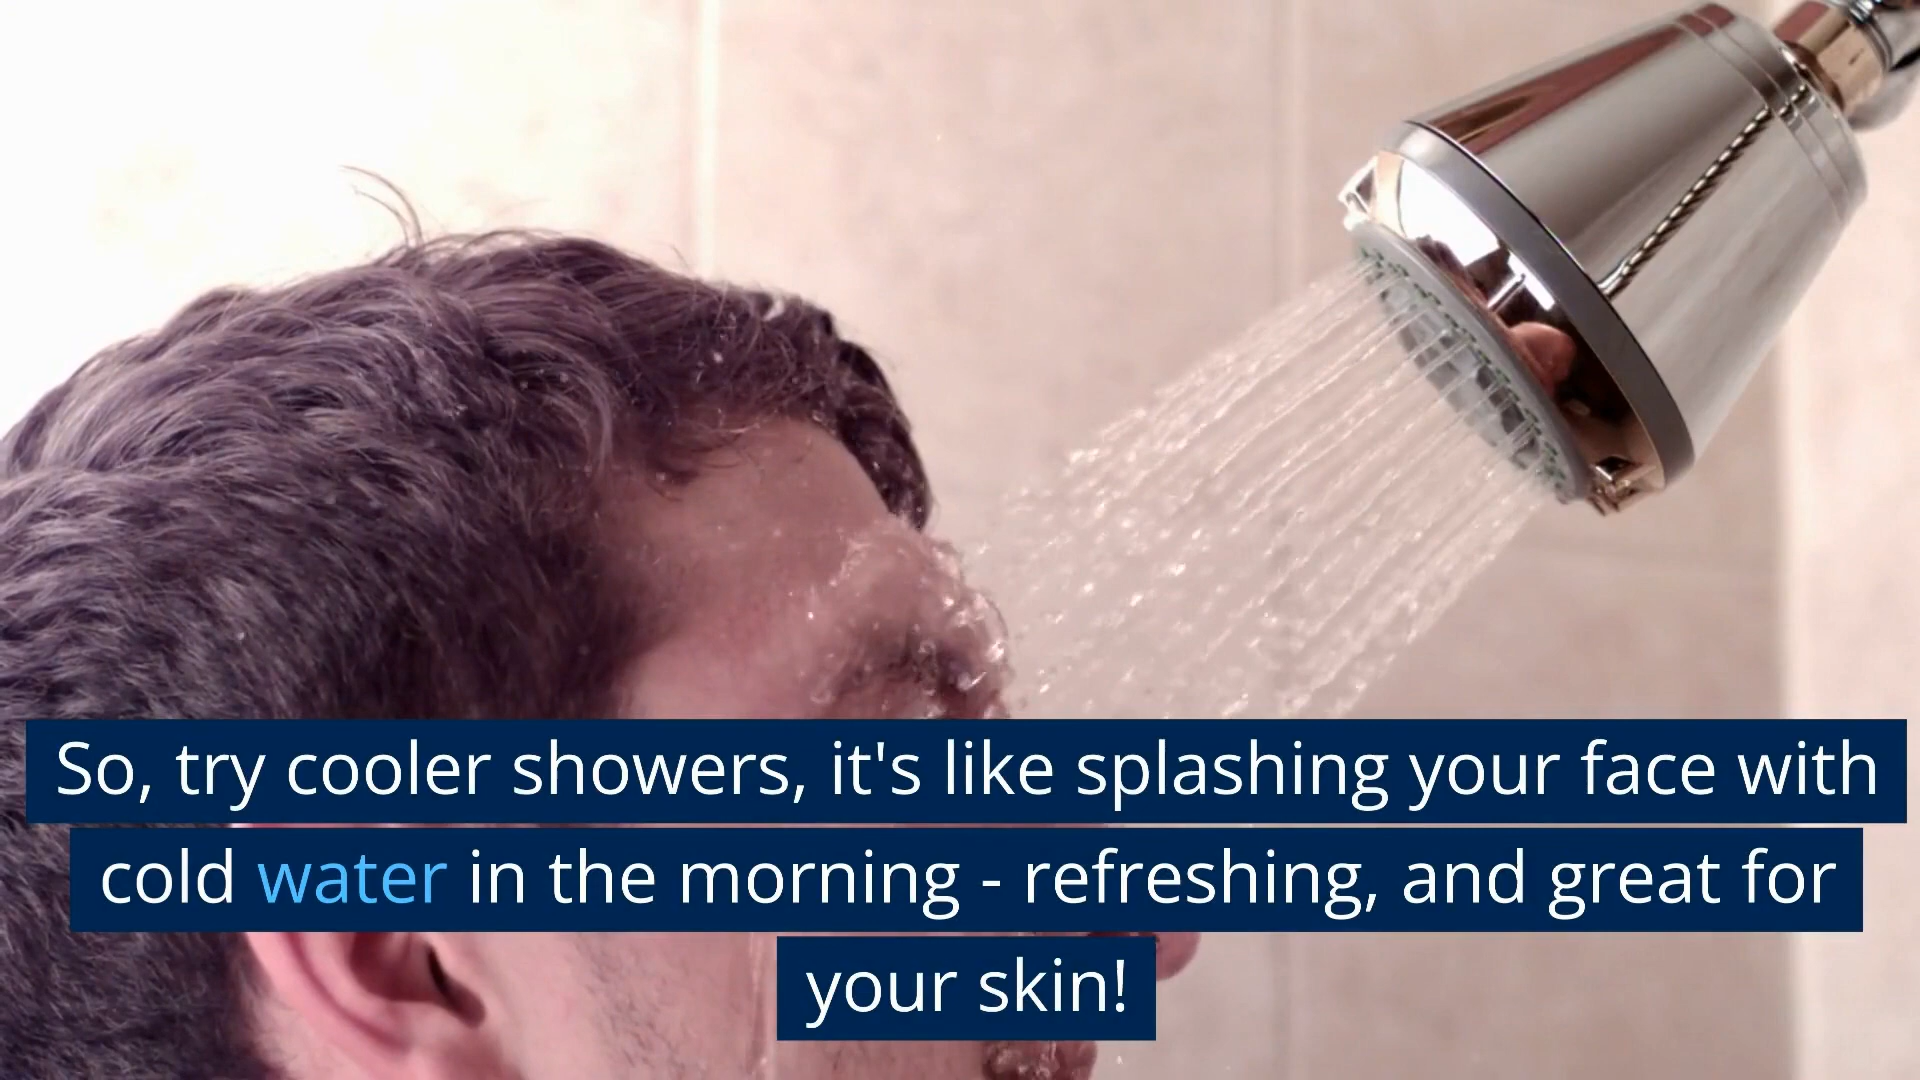 So, try cooler showers, it's like splashing your face with
cold water in the morning - refreshing, and great for
your skin!